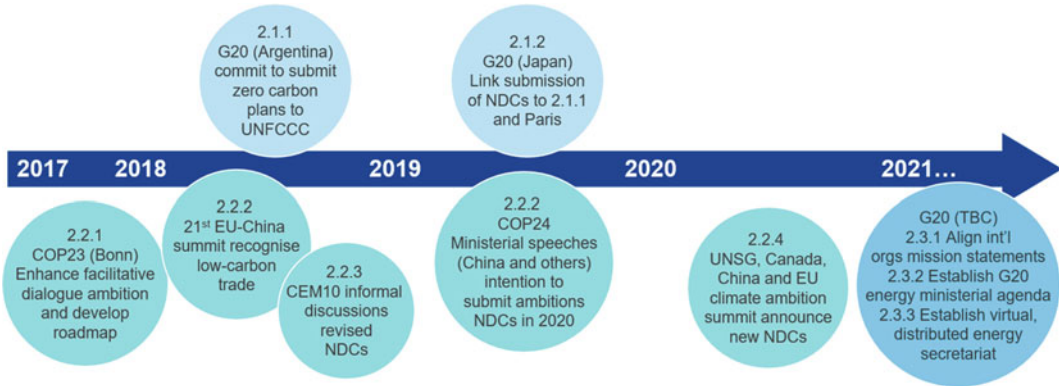 2.1.1
G20 (Argentina)
commit to submit
zero carbon
plans to
UNFCCC
2.1.2
G20 (Japan)
Link submission
of NDCs to 2.1.1
and Paris
2017
2018
2019
2020
2021…
2.2.1
COP23 (Bonn)
Enhance facilitative
dialogue ambition
and develop
roadmap
2.2.2
21st EU-China
summit recognise
low-carbon
trade
2.2.3
CEM10 informal
discussions
revised
NDCs
2.2.2
COP24
Ministerial speeches
(China and others)
intention to
submit ambitions
NDCs in 2020
2.2.4
UNSG, Canada,
China and EU
climate ambition
summit announce
new NDCs
G20 (TBC)
2.3.1 Align int'l
orgs mission statements
2.3.2 Establish G20
energy ministerial agenda
2.3.3 Establish virtual,
distributed energy
secretariat